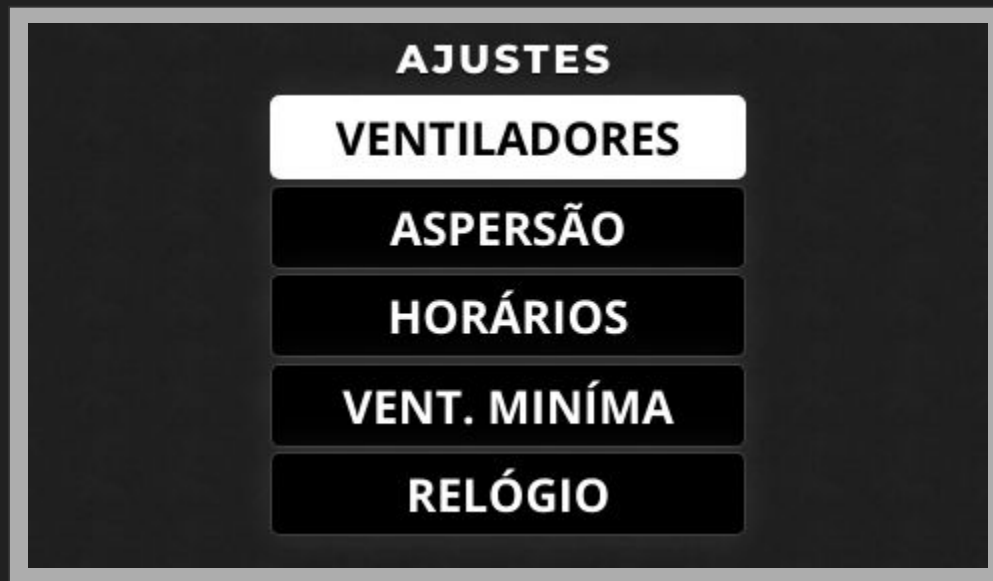 AJUSTES
VENTILADORES
ASPERSÃO
HORÁRIOS
VENT. MINÍMA
RELÓGIO